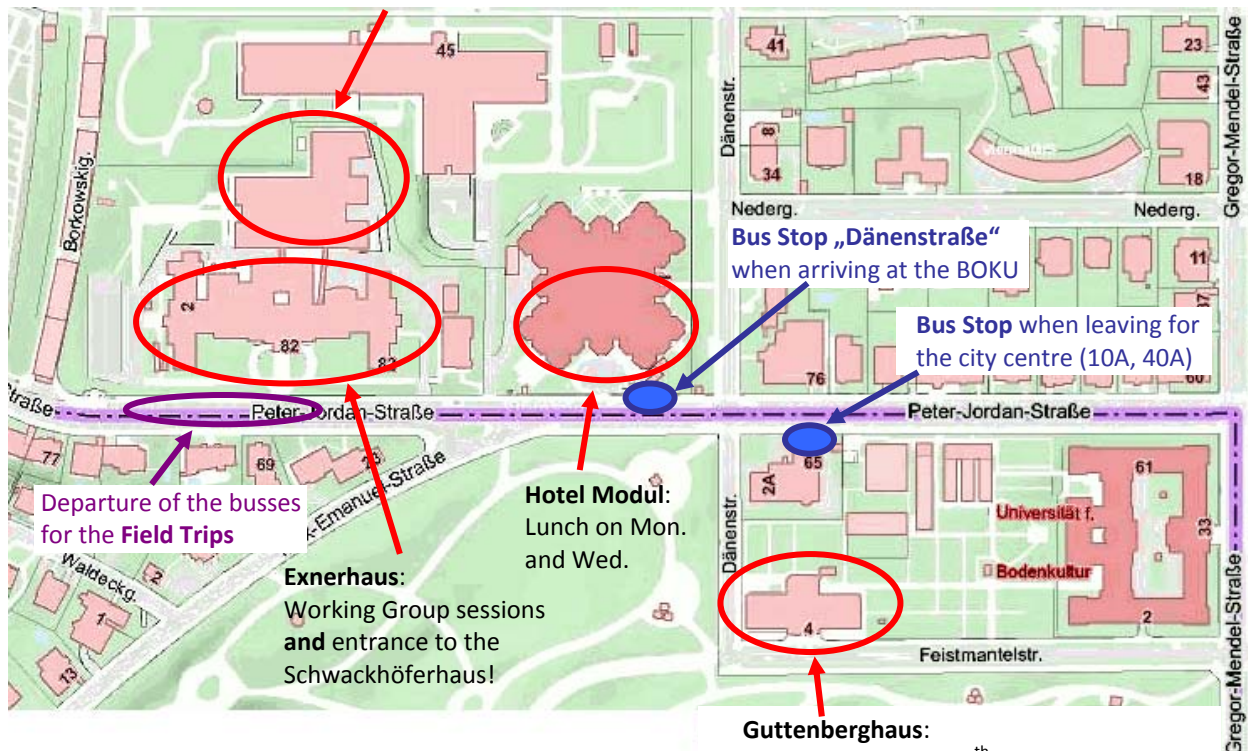 45
41
23
43
8
34
18
Dänenstr.
Gregor-Mendel-Straße
Borkowskig.
Nederg.
Nederg.
Bus Stop „Dänenstraße“
when arriving at the BOKU
11
Bus Stop when leaving for
the city centre (10A, 40A)
2
82
82
76
60
Straße
Peter-Jordan-Straße
Peter-Jordan-Straße
77
69
65
2A
61
33
Departure of the busses
for the Field Trips
-Emanuel-Straße
Hotel Modul:
Lunch on Mon.
and Wed.
Dänenstr.
Universität f.
Bodenkultur
Waldeckg.
2
1
13
Exnerhaus:
Working Group sessions
and entrance to the
Schwackhöferhaus!
4
2
Feistmantelstr.
Gregor-Mendel-Straße
Guttenberghaus:
th